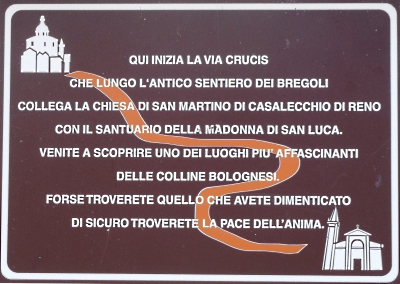 QUI INIZIA LA VIA CRUCIS
CHE LUNGO L'ANTICO SENTIERO DEI BREGOLI
COLLEGA LA CHIESA DI SAN MARTINO DI CASALECCHIO DI RENO
CON IL SANTUARIO DELLA MADONNA DI SAN LUCA.
VENITE A SCOPRIRE UNO DEI LUOGHI PIU' AFFASCINANTI
DELLE COLLINE BOLOGNESI.
FORSE TROVERETE QUELLO CHE AVETE DIMENTICATO
DI SICURO TROVERETE LA PACE DELL'ANIMA.